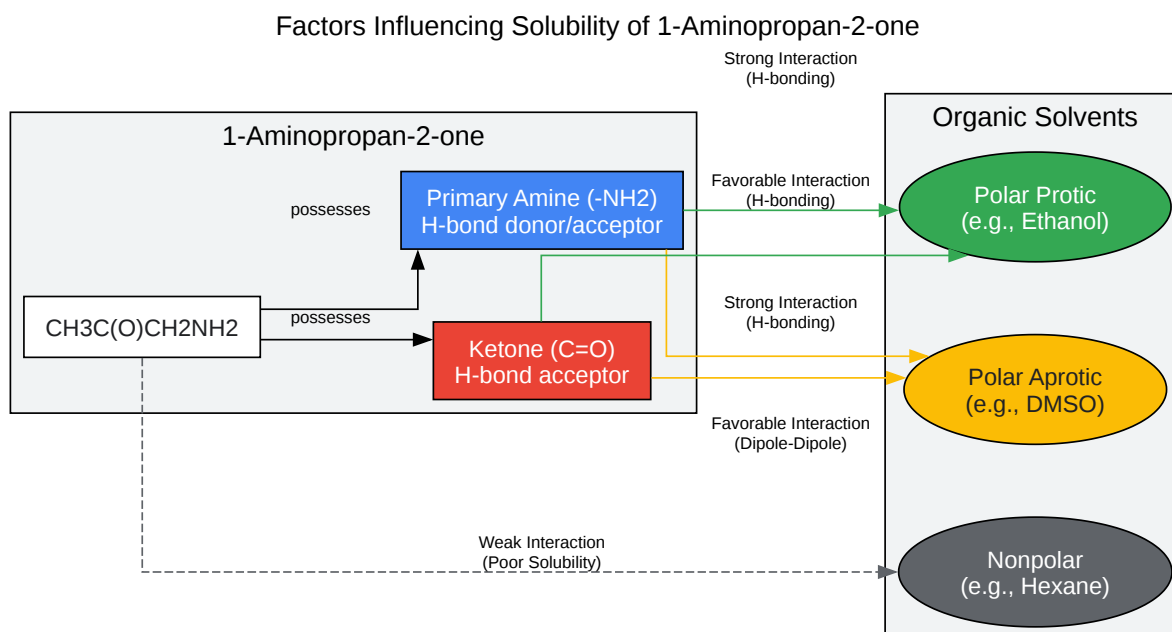 Factors Influencing Solubility of 1-Aminopropan-2-one
Strong Interaction
(H-bonding)
1-Aminopropan-2-one
Organic Solvents
Primary Amine (-NH2)
H-bond donor/acceptor
possesses
Favorable Interaction
(H-bonding)
Polar Protic
(e.g., Ethanol)
CH3C(O)CH2NH2
possesses
Ketone (C=O)
H-bond acceptor
Strong Interaction
(H-bonding)
Polar Aprotic
(e.g., DMSO)
Favorable Interaction
(Dipole-Dipole)
Weak Interaction
(Poor Solubility)
Nonpolar
(e.g., Hexane)